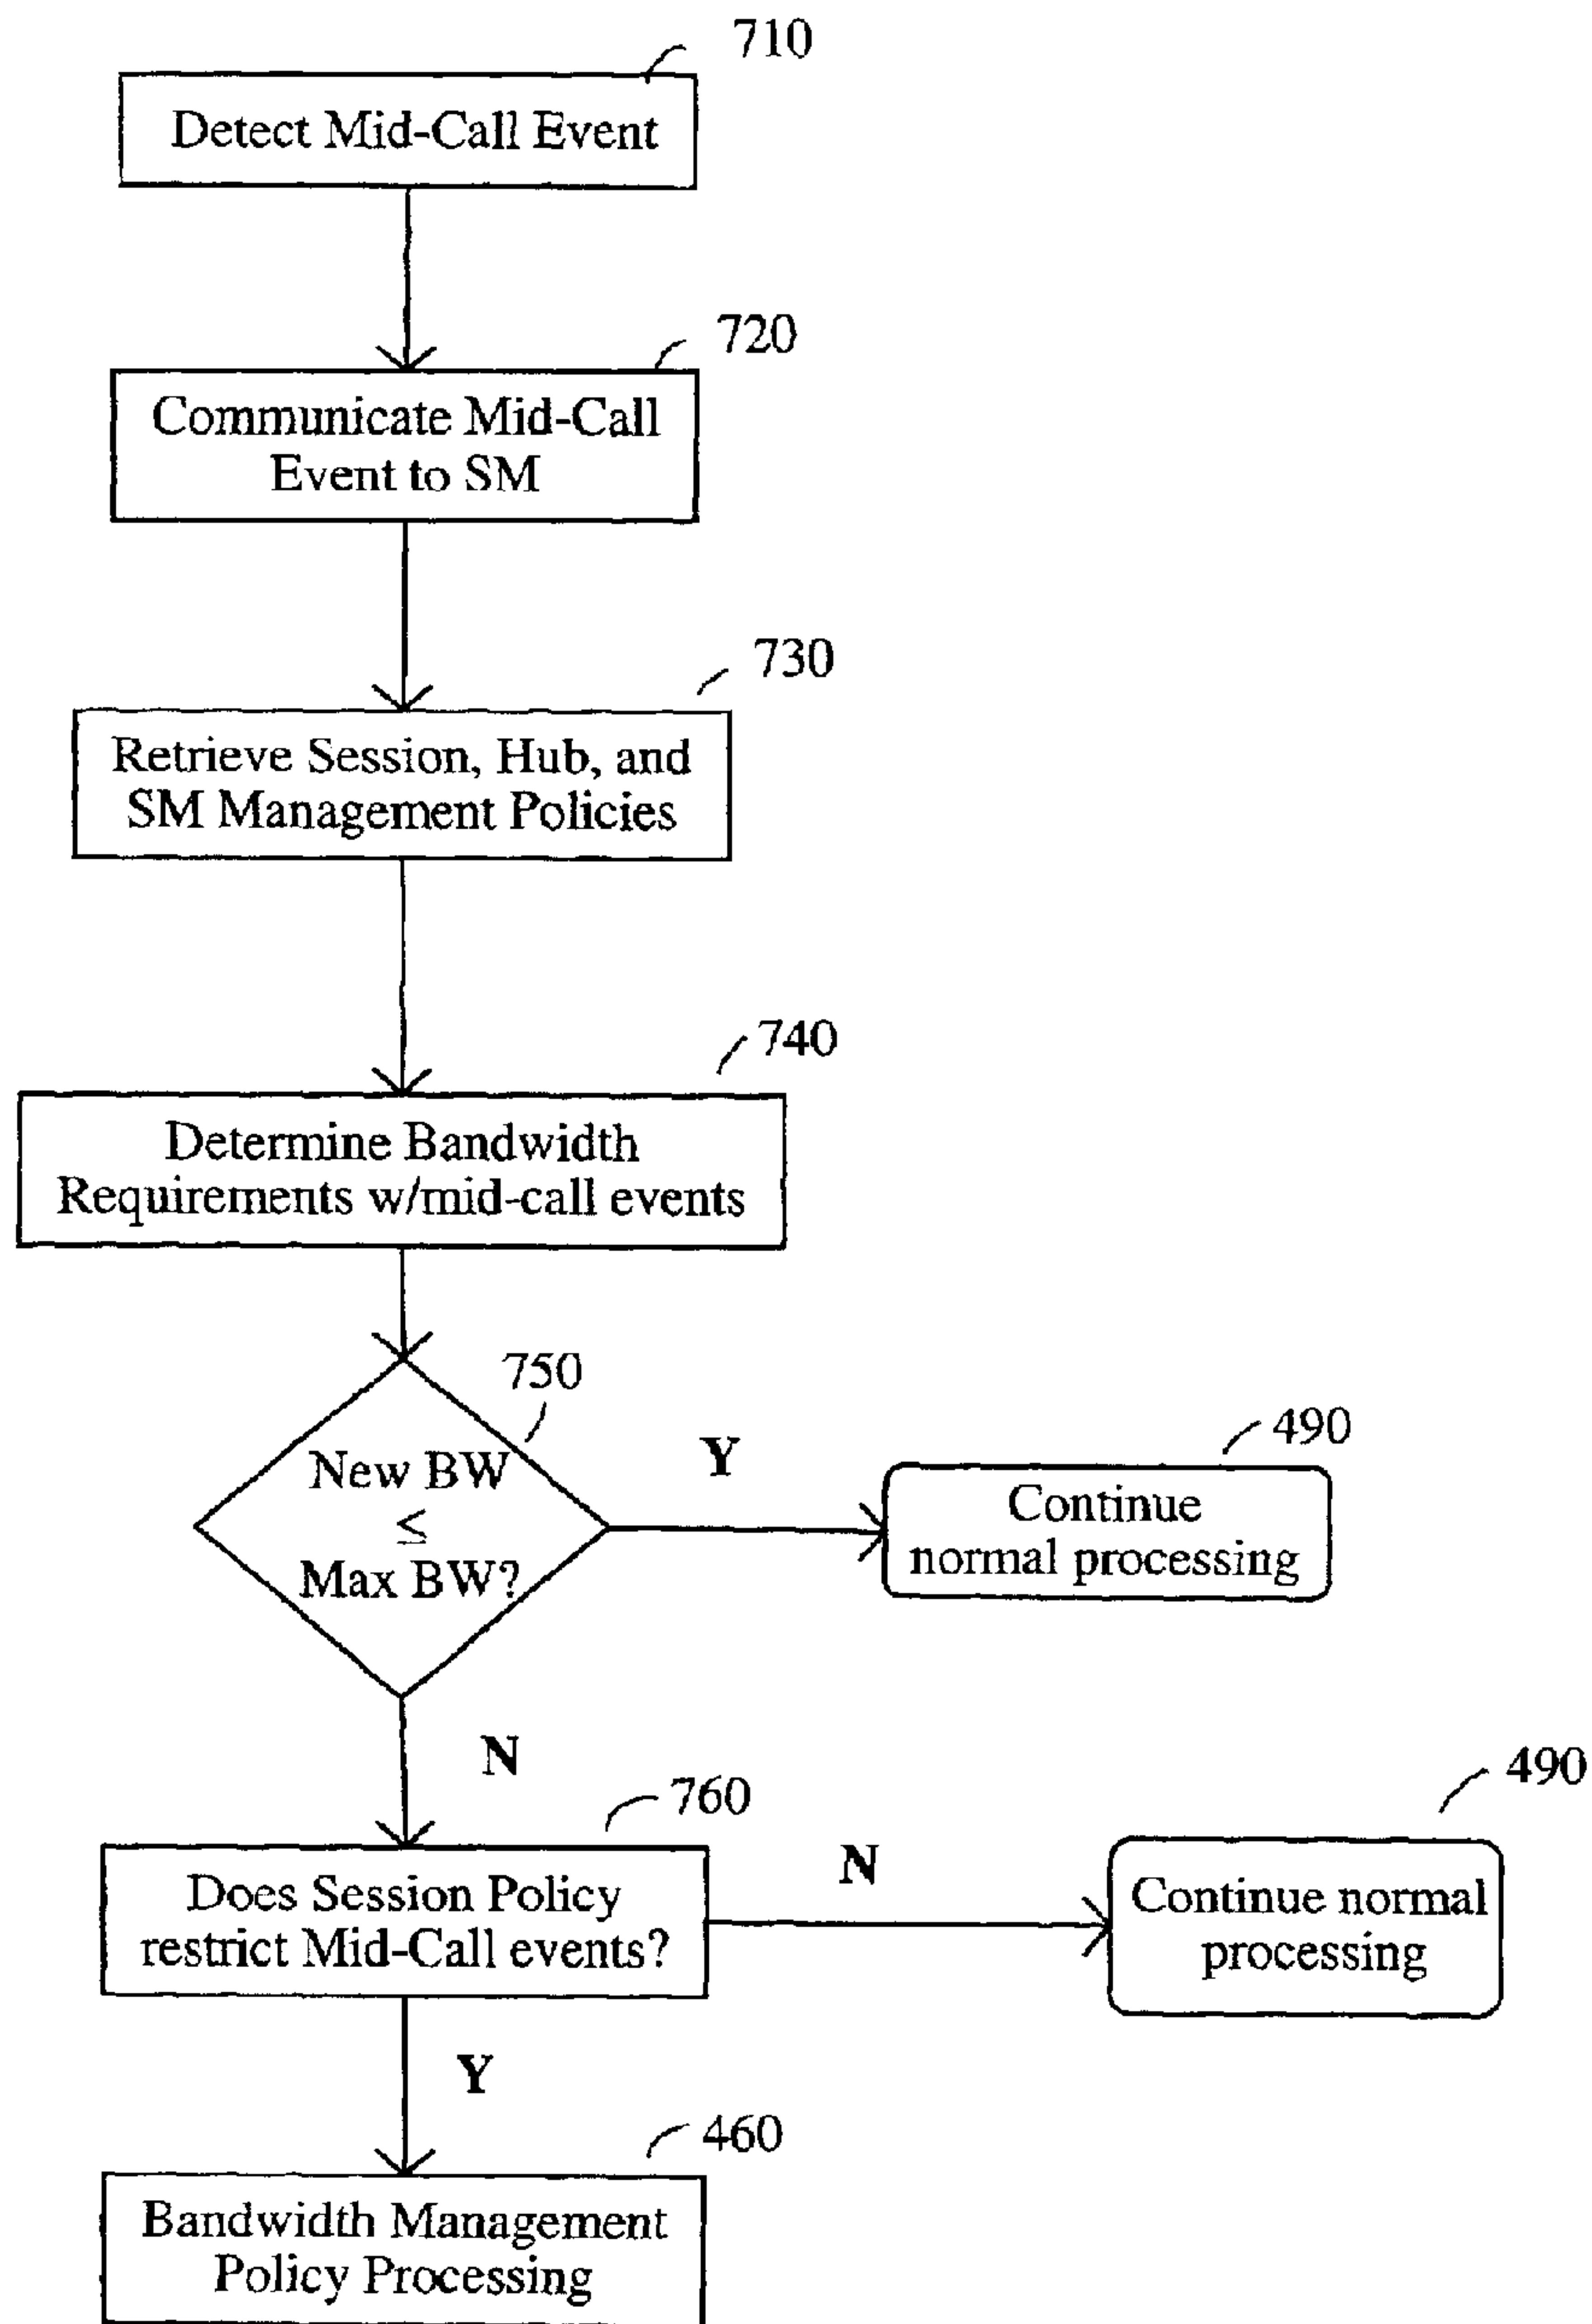 710
Detect Mid-Call Event
720
Communicate Mid-Call
Event to SM
730
Retrieve Session, Hub, and
SM Management Policies
740
Determine Bandwidth
Requirements w/mid-call events
750
New BW
≤
Max BW?
Y
490
Continue
normal processing
N
760
Does Session Policy
restrict Mid-Call events?
N
490
Continue normal
processing
Y
460
Bandwidth Management
Policy Processing